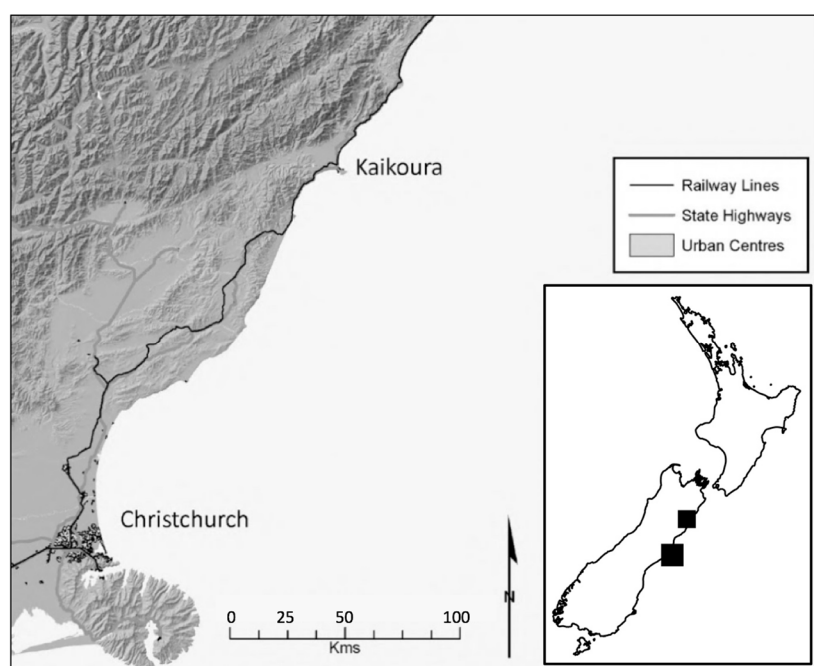 Kaikoura
Railway Lines
State Highways
Urban Centres
Christchurch
0 25 50 100
Kms
N